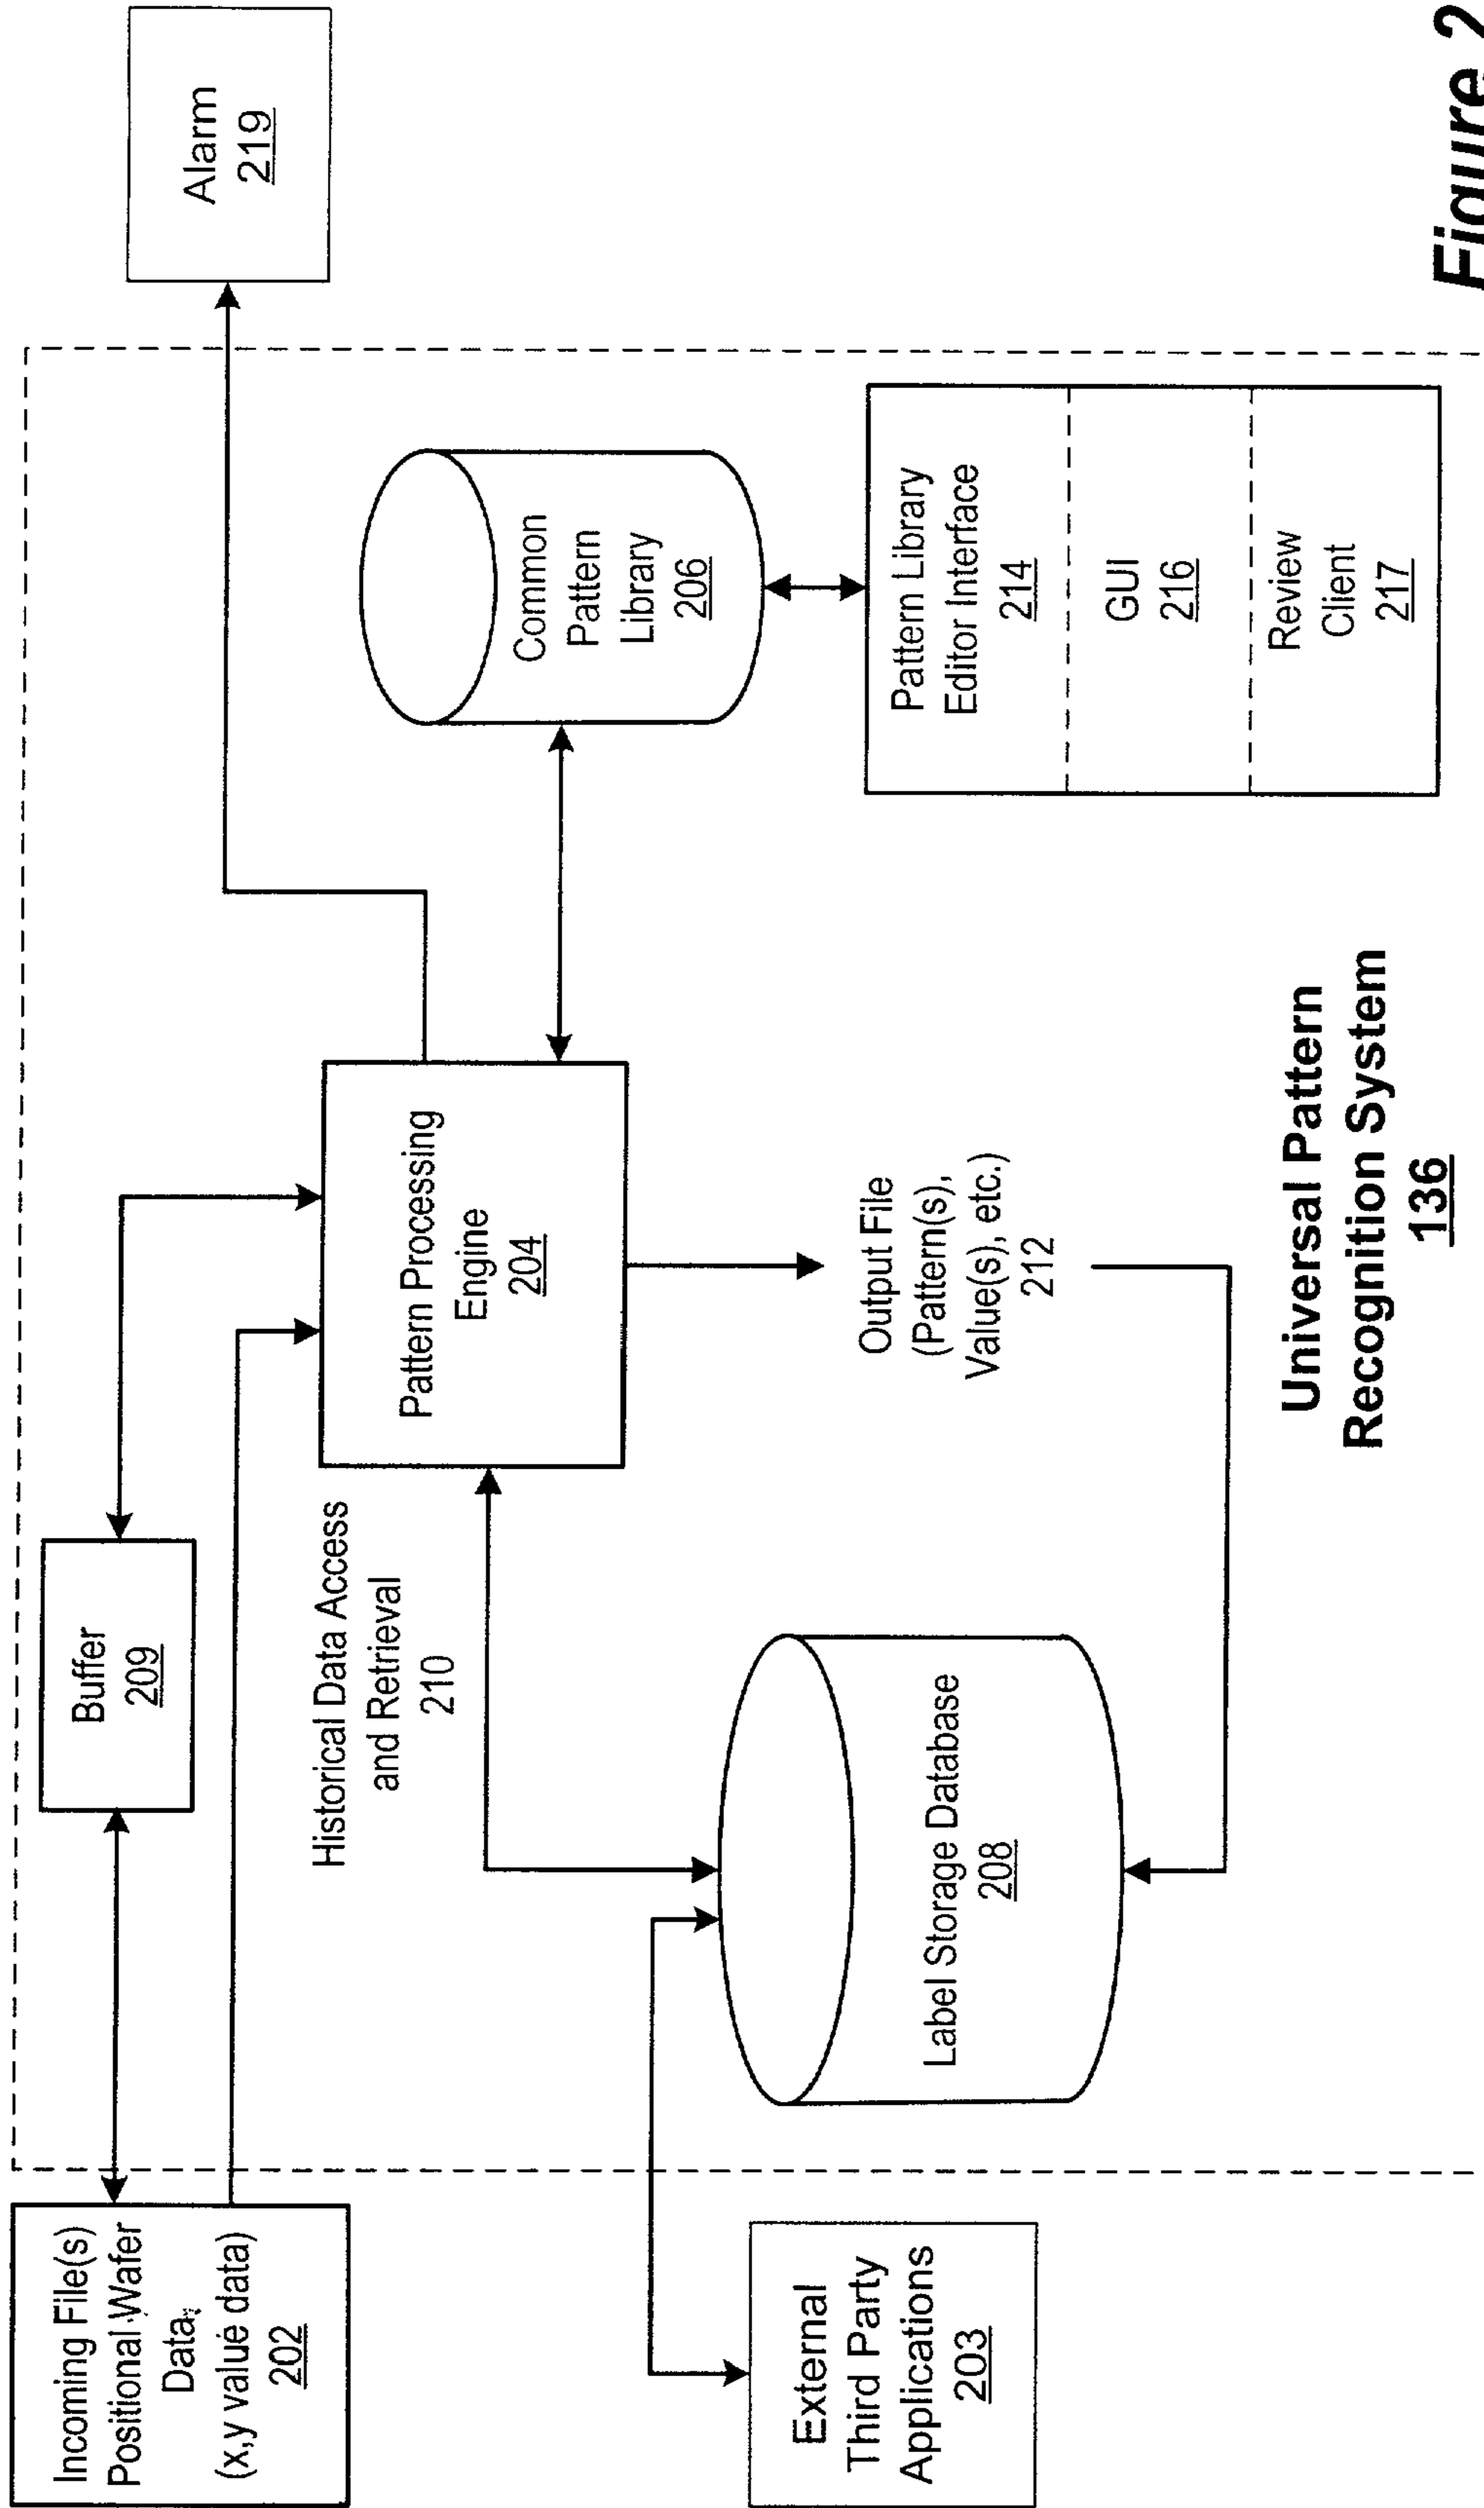 Incoming File(s)
Positional Wafer
Data,
(x,y value data)
202
Buffer
209
Alarm
219
Historical Data Access
and Retrieval
210
Pattern Processing
Engine
204
Common
Pattern
Library
206
External
Third Party
Applications
203
Label Storage Database
208
Output File
(Pattern(s),
Value(s), etc.)
212
Pattern Library
Editor Interface
214
GUI
216
Review
Client
217
Universal Pattern
Recognition System
136
Figure 2